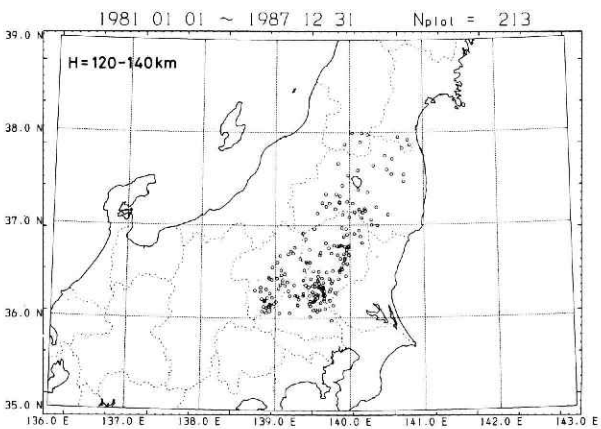 1981 01 01 ~ 1987 12 31 Nplot = 213
39.0 N
H=120-140km
38.0 N
37.0 N
36.0 N
35.0 N
136.0 E 137.0 E 138.0 E 139.0 E 140.0 E 141.0 E 142.0 E 143.0 E